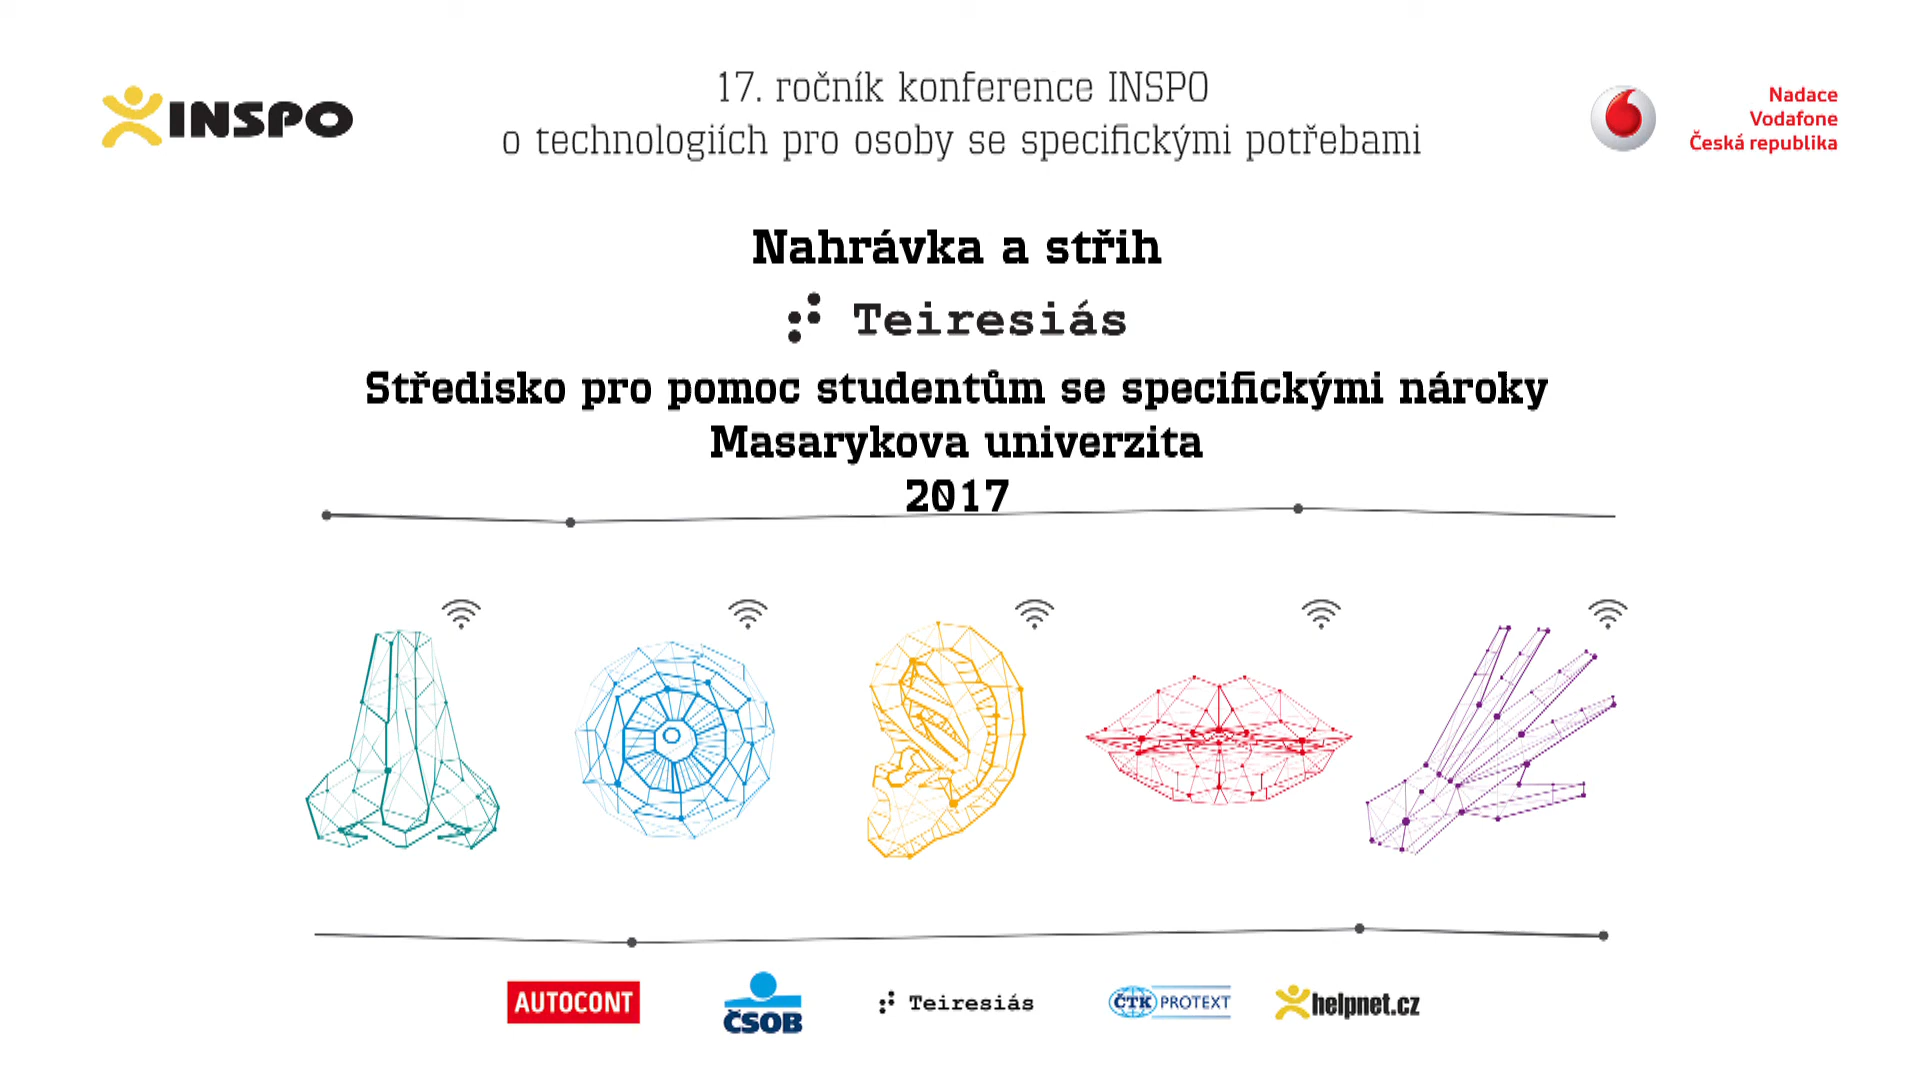 INSPO
17. ročník konference INSPO
o technologiích pro osoby se specifickými potřebami
Nadace
Vodafone
Česká republika
Nahrávka a střih
Teiresiás
Středisko pro pomoc studentům se specifickými nároky
Masarykova univerzita
2017
AUTOCONT
ČSOB
Teiresiás
ČTK PROTEXT
helpnet.cz